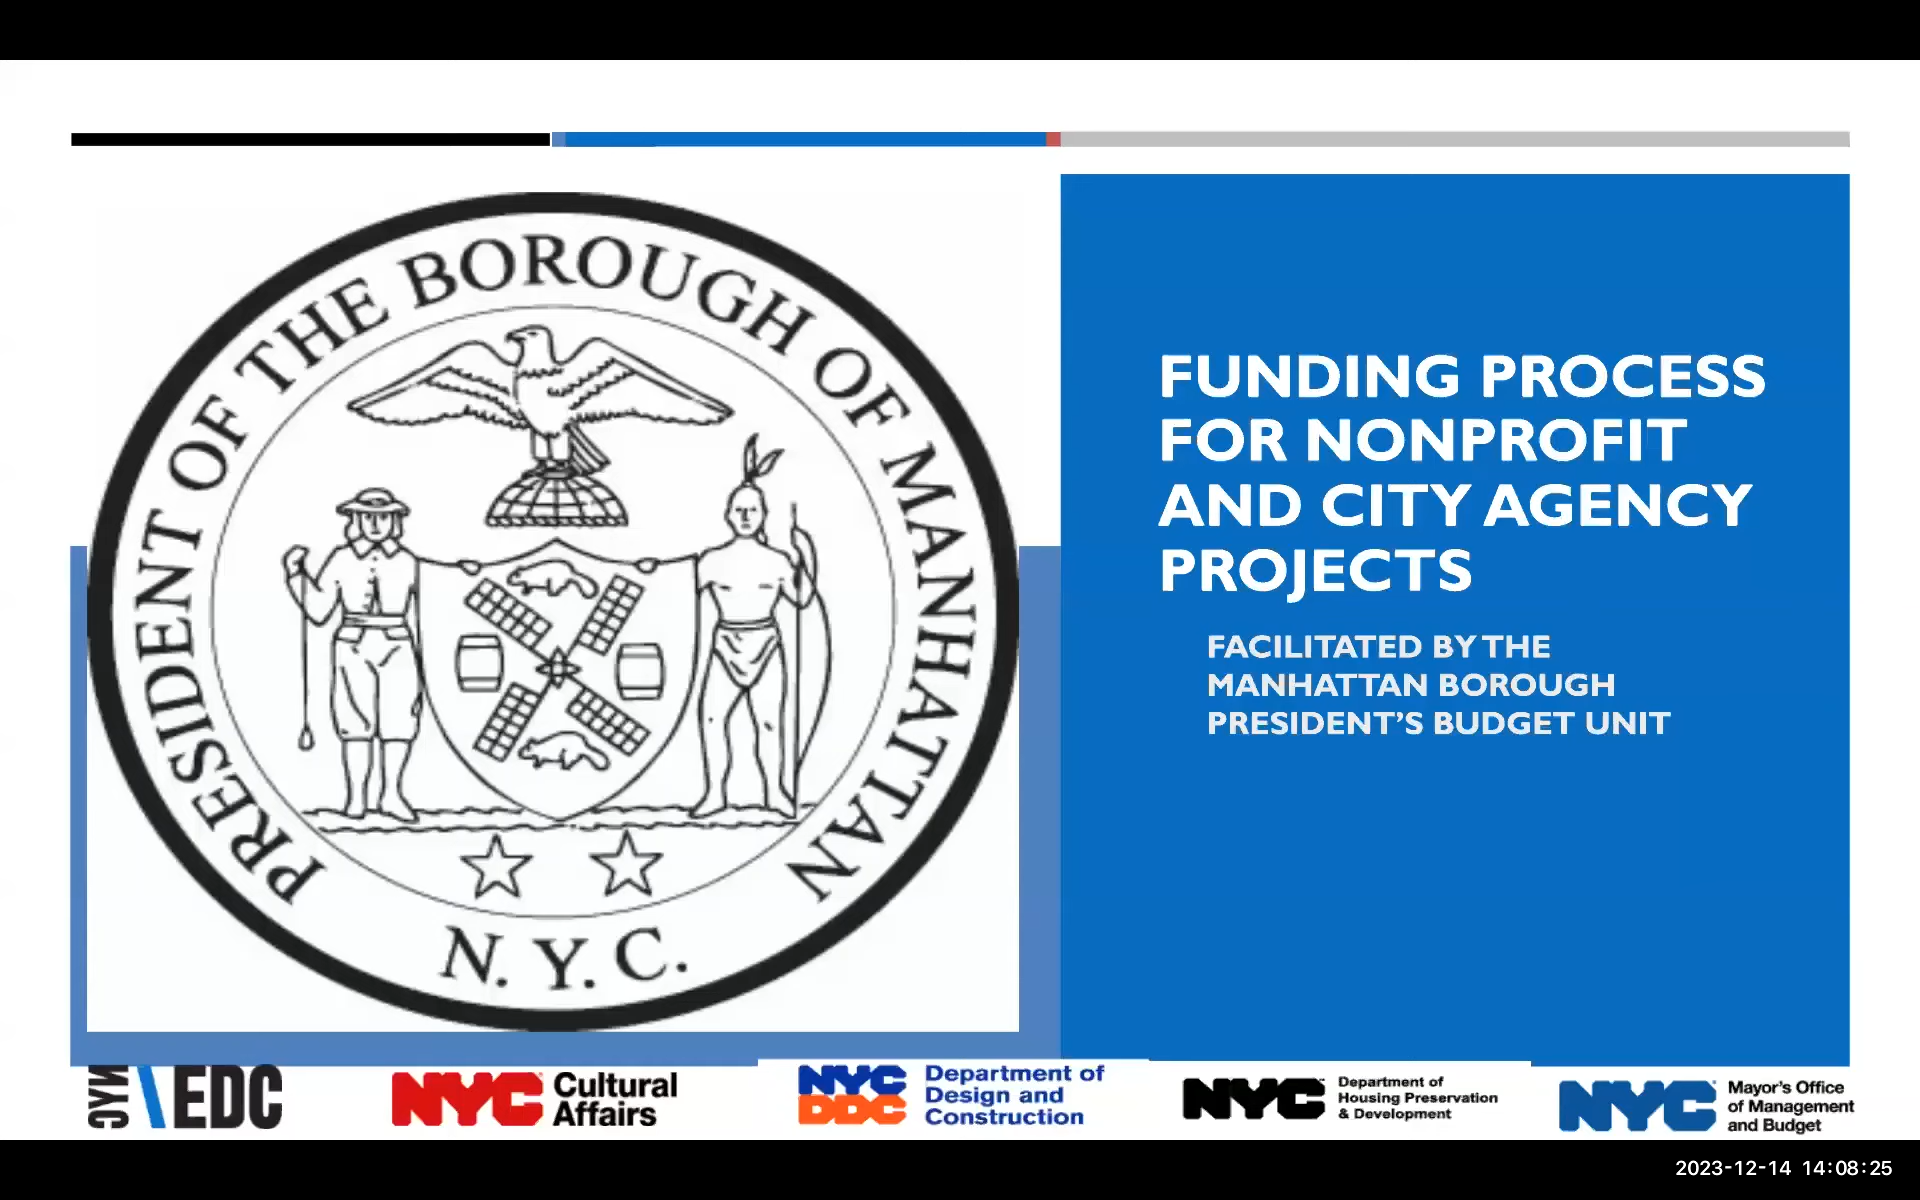 PRESIDENT OF THE BOROUGH OF MANHATTAN
N.Y.C.
FUNDING PROCESS
FOR NONPROFIT
AND CITY AGENCY
PROJECTS
FACILITATED BY THE
MANHATTAN BOROUGH
PRESIDENT'S BUDGET UNIT
NYC
EDC
NYC
Cultural
Affairs
NYC
DDC
Department of
Design and
Construction
NYC
Department of
Housing Preservation
& Development
NYC
Mayor's Office
of Management
and Budget
2023-12-14 14:08:25